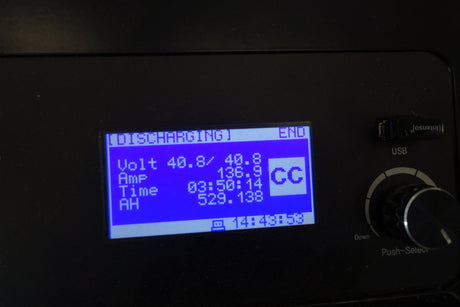 [DISCHARGING] END
Volt 40.8/ 40.8
Amp 136.9
Time 03:50:14
AH 529.138
CC
14:43:53
Intenso
USB
Down
Push-Select